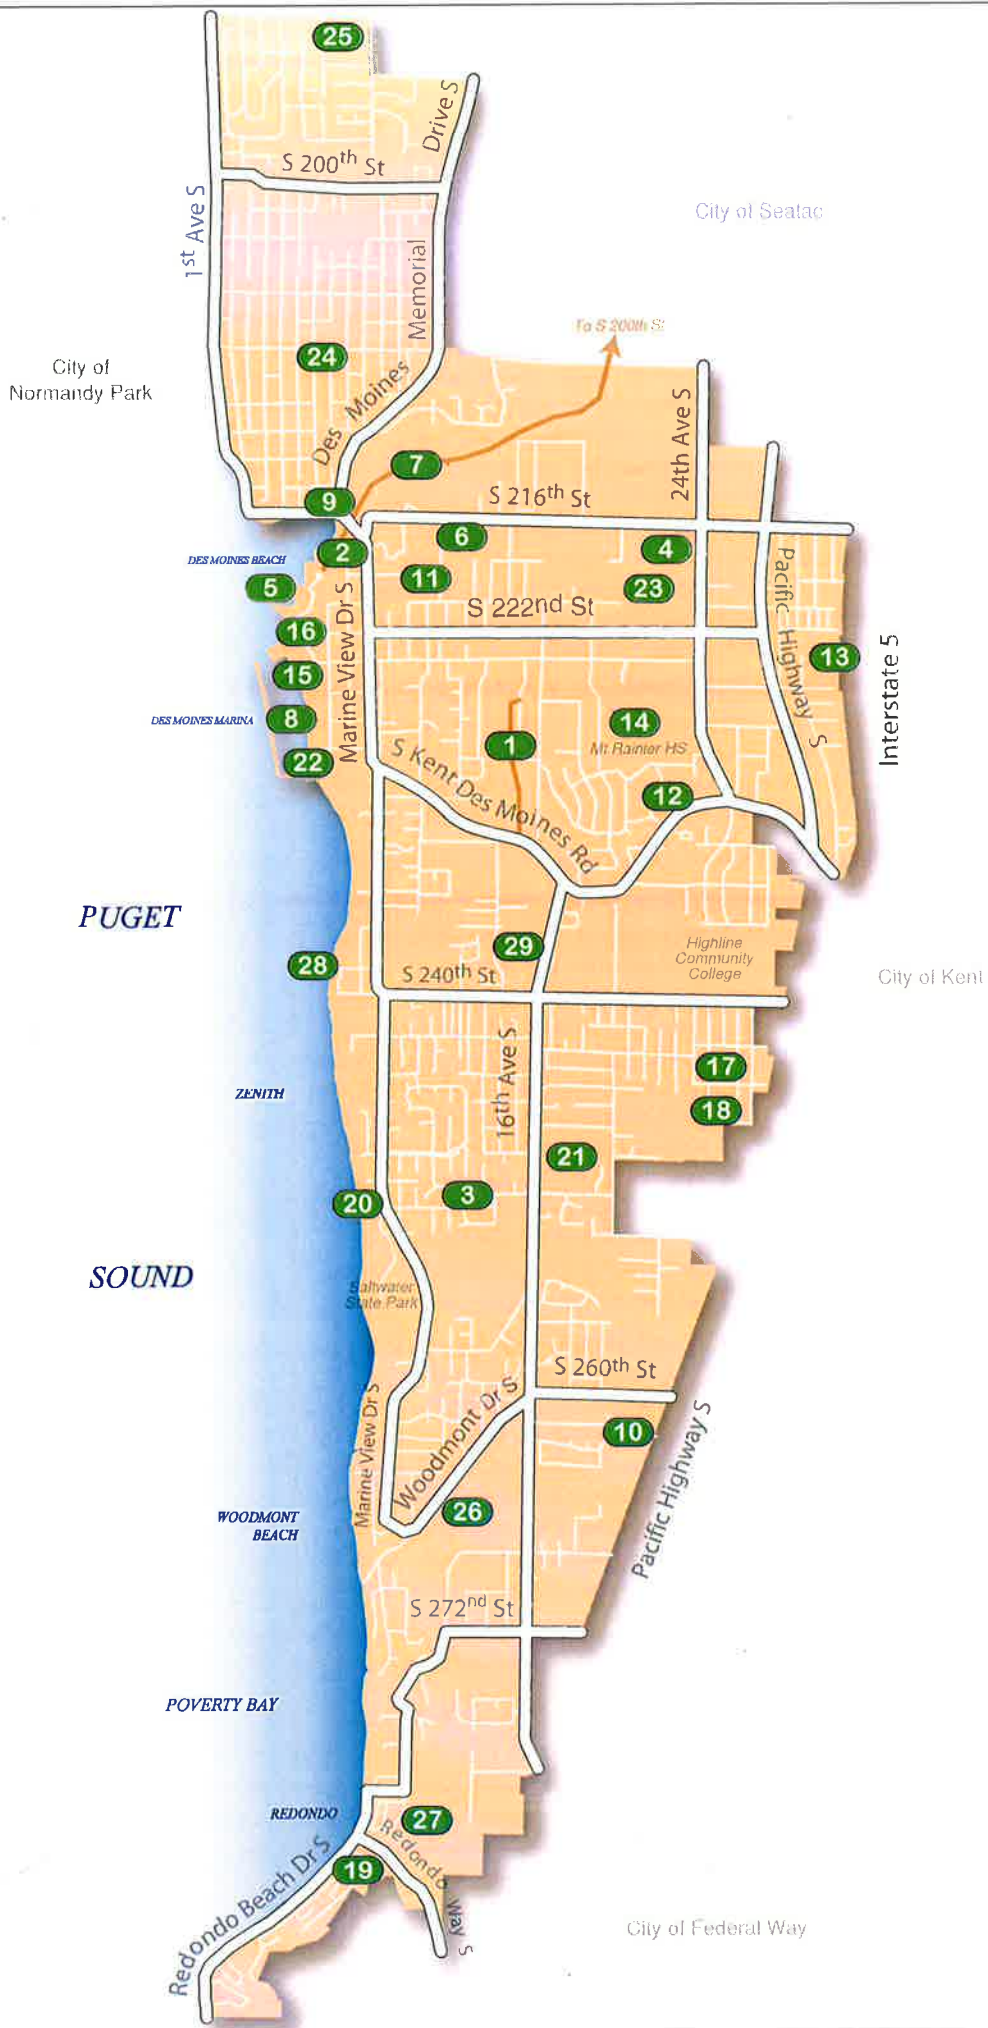 25
Drive S
S 200th St
1st Ave S
City of Seatac
Memorial
To S 200th St
24
City of
Normandy Park
Des Moines
24th Ave S
7
S 216th St
9
6
4
2
DES MOINES BEACH
5
11
23
Marine View Dr S
S 222nd St
Pacific Highway S
16
13
Interstate 5
15
DES MOINES MARINA
8
14
Mt Rainier HS
1
22
S Kent Des Moines Rd
12
PUGET
29
Highline
Community
College
28
S 240th St
City of Kent
16th Ave S
17
ZENITH
18
21
3
20
SOUND
Saltwater
State Park
S 260th St
Marine View Dr S
Woodmont Dr S
10
Pacific Highway S
26
WOODMONT
BEACH
S 272nd St
POVERTY BAY
REDONDO
27
Redondo Way S
19
Redondo Beach Dr S
City of Federal Way